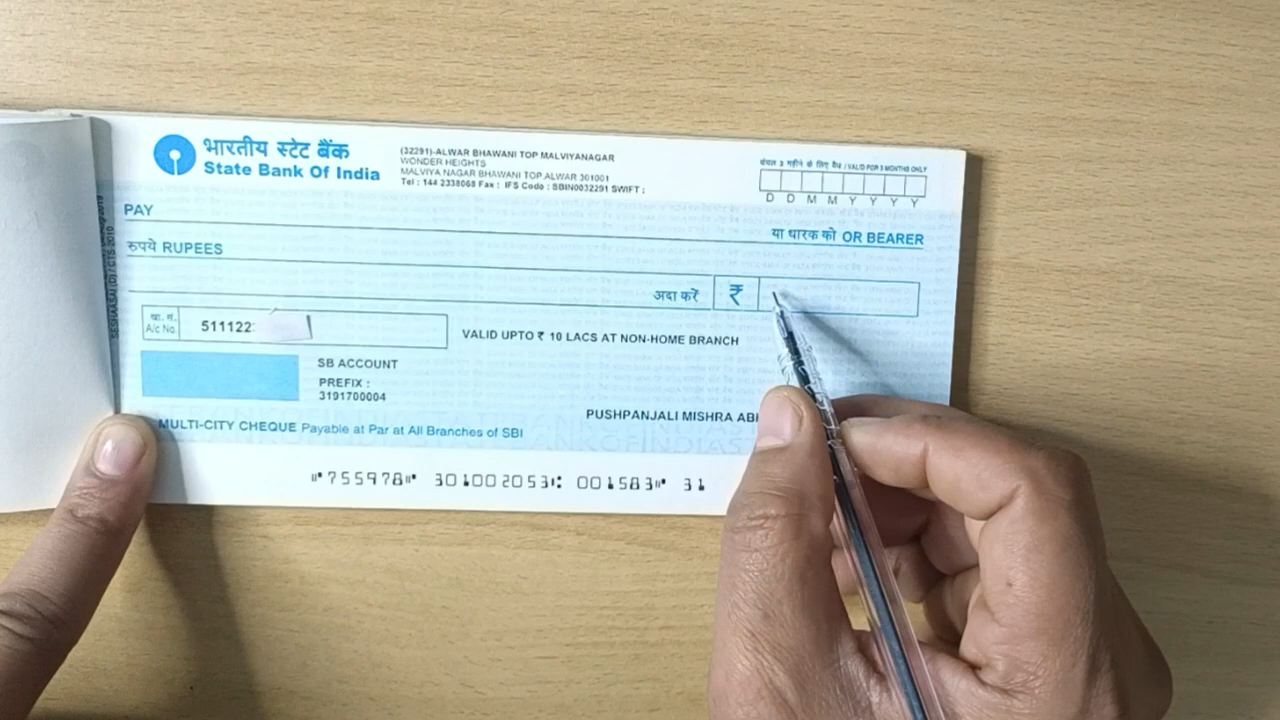 भारतीय स्टेट बैंक
State Bank Of India
(32291)-ALWAR BHAWANI TOP MALVIYANAGAR
WONDER HEIGHTS
MALVIYA NAGAR BHAWANI TOP,ALWAR 301001
Tel : 144 2338068 Fax : IFS Code : SBIN0032291 SWIFT :
केवल 3 महीने के लिए वैध / VALID FOR 3 MONTHS ONLY
D D M M Y Y Y Y
PAY
या धारक को OR BEARER
रुपये RUPEES
अदा करें ₹
खा. सं.
A/c No. 511122
VALID UPTO ₹ 10 LACS AT NON-HOME BRANCH
SB ACCOUNT
PREFIX :
3191700004
PUSHPANJALI MISHRA
MULTI-CITY CHEQUE Payable at Par at All Branches of SBI
⑈755978⑈ 301002053⑆ 001583⑈ 31